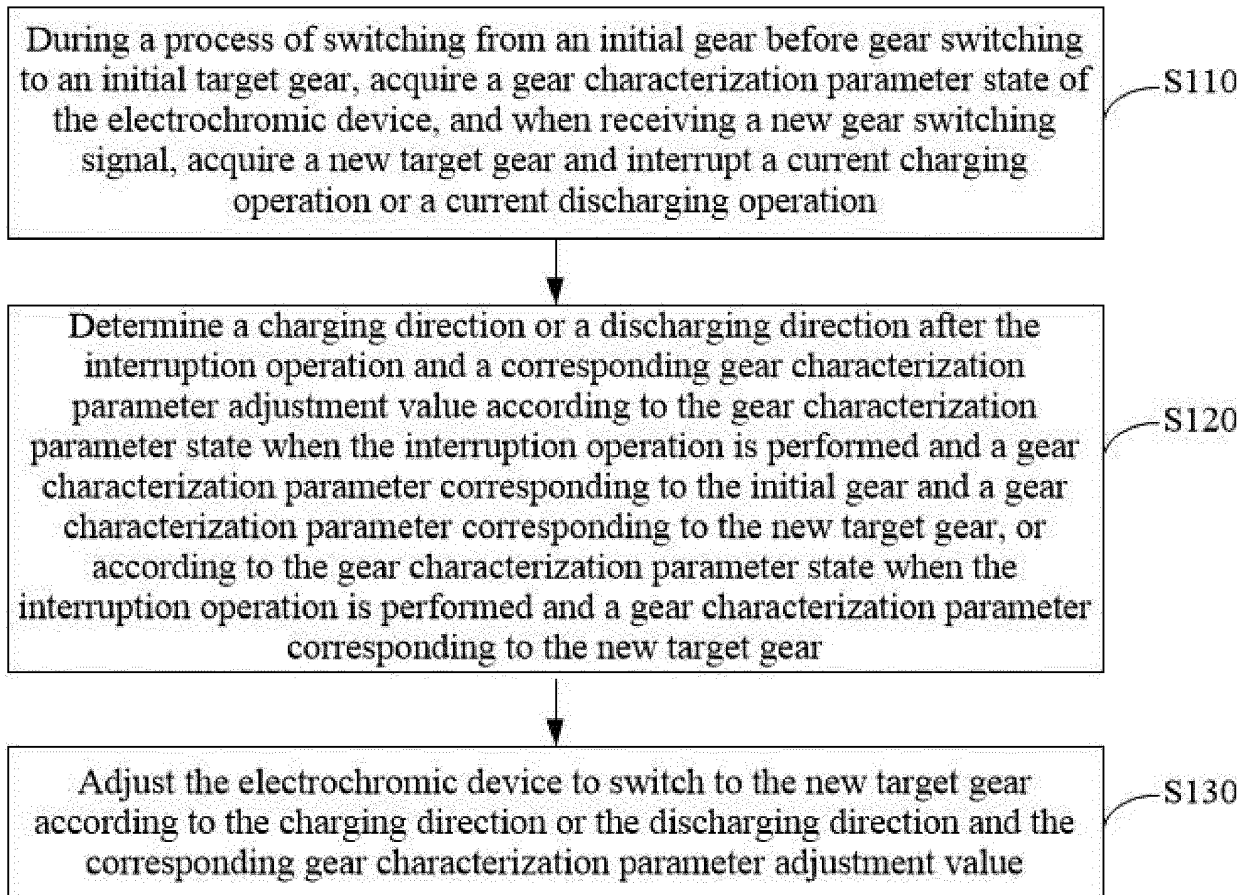 During a process of switching from an initial gear before gear switching
to an initial target gear, acquire a gear characterization parameter state of
the electrochromic device, and when receiving a new gear switching
signal, acquire a new target gear and interrupt a current charging
operation or a current discharging operation
S110
Determine a charging direction or a discharging direction after the
interruption operation and a corresponding gear characterization
parameter adjustment value according to the gear characterization
parameter state when the interruption operation is performed and a gear
characterization parameter corresponding to the initial gear and a gear
characterization parameter corresponding to the new target gear, or
according to the gear characterization parameter state when the
interruption operation is performed and a gear characterization parameter
corresponding to the new target gear
S120
Adjust the electrochromic device to switch to the new target gear
according to the charging direction or the discharging direction and the
corresponding gear characterization parameter adjustment value
S130